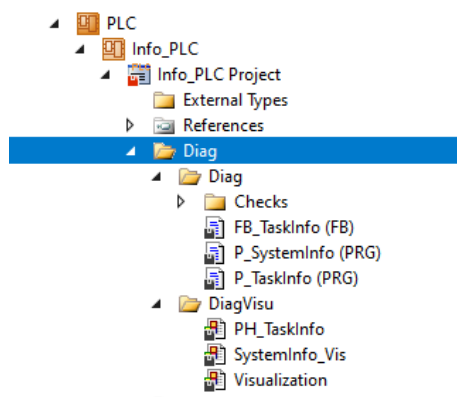 PLC
Info_PLC
Info_PLC Project
External Types
References
Diag
Diag
Checks
FB_TaskInfo (FB)
P_SystemInfo (PRG)
P_TaskInfo (PRG)
DiagVisu
PH_TaskInfo
SystemInfo_Vis
Visualization